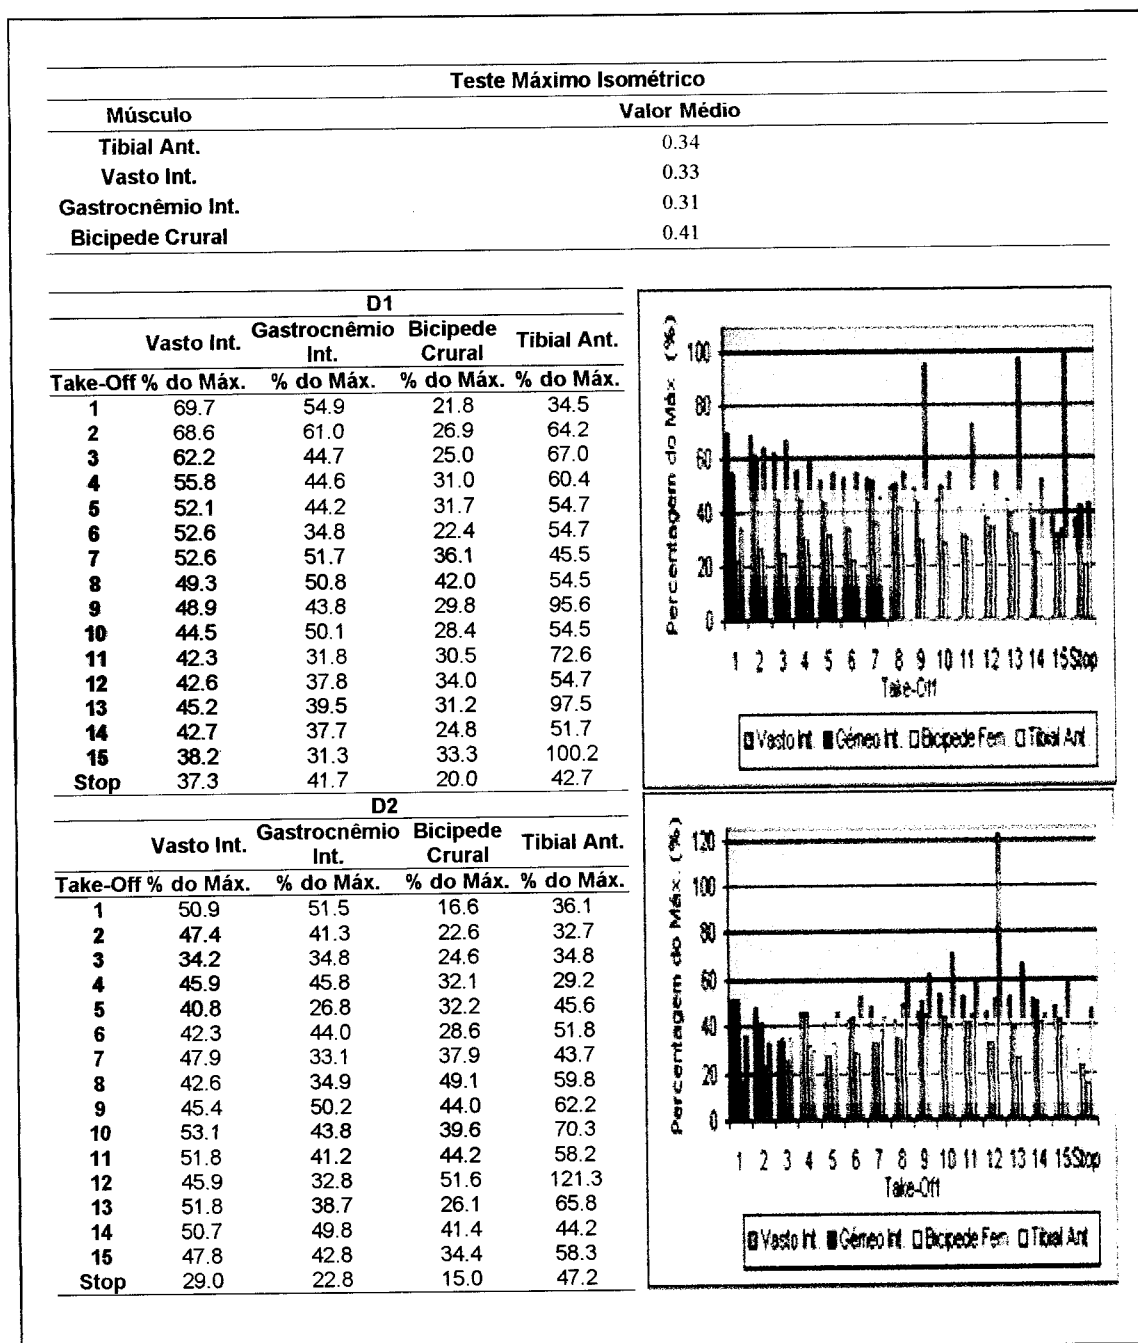 Teste Máximo Isométrico
Músculo Valor Médio
Tibial Ant. 0.34
Vasto Int. 0.33
Gastrocnêmio Int. 0.31
Bicipede Crural 0.41
D1
Vasto Int. Gastrocnêmio Int. Bicipede Crural Tibial Ant.
Take-Off % do Máx. % do Máx. % do Máx. % do Máx.
1 69.7 54.9 21.8 34.5
2 68.6 61.0 26.9 64.2
3 62.2 44.7 25.0 67.0
4 55.8 44.6 31.0 60.4
5 52.1 44.2 31.7 54.7
6 52.6 34.8 22.4 54.7
7 52.6 51.7 36.1 45.5
8 49.3 50.8 42.0 54.5
9 48.9 43.8 29.8 95.6
10 44.5 50.1 28.4 54.5
11 42.3 31.8 30.5 72.6
12 42.6 37.8 34.0 54.7
13 45.2 39.5 31.2 97.5
14 42.7 37.7 24.8 51.7
15 38.2 31.3 33.3 100.2
Stop 37.3 41.7 20.0 42.7
Percentagem do Máx. (%)
100
80
60
40
20
0
1 2 3 4 5 6 7 8 9 10 11 12 13 14 15 Stop
Take-Off
Vasto Int. Gémeo Int. Bicipede Fem. Tibial Ant.
D2
Vasto Int. Gastrocnêmio Int. Bicipede Crural Tibial Ant.
Take-Off % do Máx. % do Máx. % do Máx. % do Máx.
1 50.9 51.5 16.6 36.1
2 47.4 41.3 22.6 32.7
3 34.2 34.8 24.6 34.8
4 45.9 45.8 32.1 29.2
5 40.8 26.8 32.2 45.6
6 42.3 44.0 28.6 51.8
7 47.9 33.1 37.9 43.7
8 42.6 34.9 49.1 59.8
9 45.4 50.2 44.0 62.2
10 53.1 43.8 39.6 70.3
11 51.8 41.2 44.2 58.2
12 45.9 32.8 51.6 121.3
13 51.8 38.7 26.1 65.8
14 50.7 49.8 41.4 44.2
15 47.8 42.8 34.4 58.3
Stop 29.0 22.8 15.0 47.2
Percentagem do Máx. (%)
120
100
80
60
40
20
0
1 2 3 4 5 6 7 8 9 10 11 12 13 14 15 Stop
Take-Off
Vasto Int. Gémeo Int. Bicipede Fem. Tibial Ant.